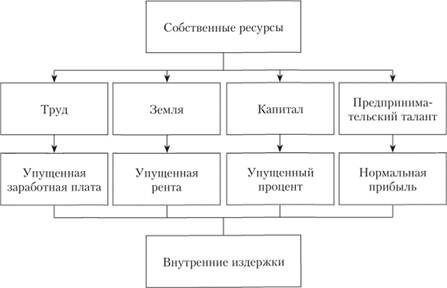 Собственные ресурсы
Труд
Земля
Капитал
Предпринима-
тельский талант
Упущенная
заработная плата
Упущенная
рента
Упущенный
процент
Нормальная
прибыль
Внутренние издержки